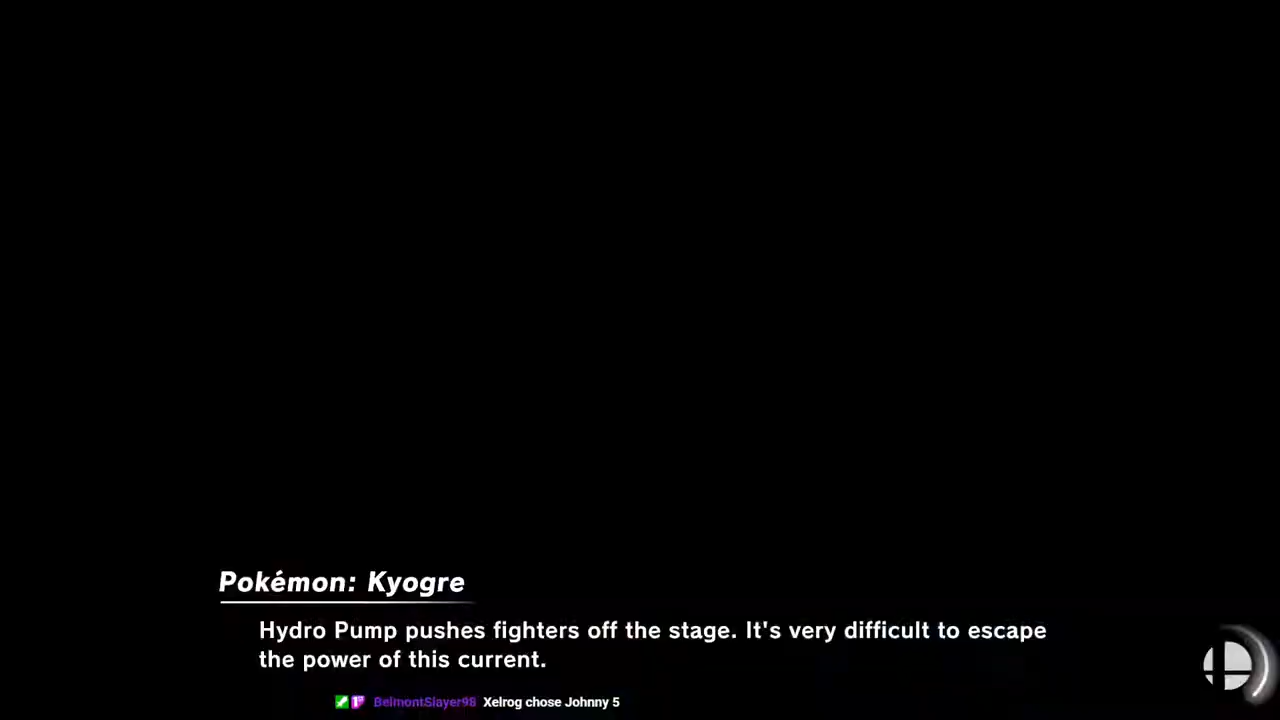 Pokémon: Kyogre
Hydro Pump pushes fighters off the stage. It's very difficult to escape
the power of this current.
BelmontSlayer98 Xelrog chose Johnny 5